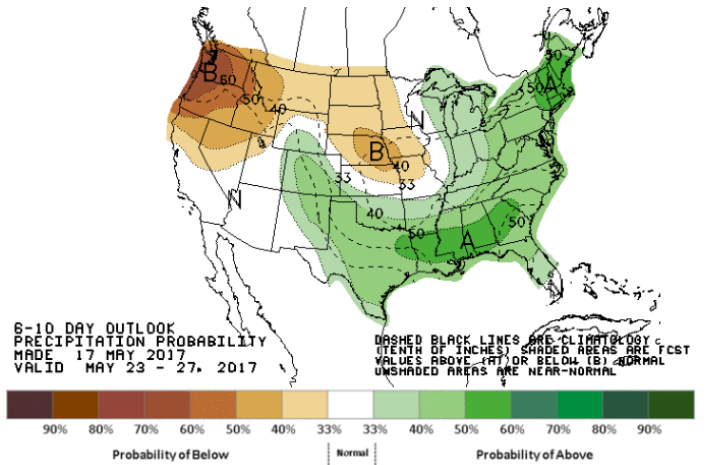 B
60
50
40
N
B
40
33
33
40
50
A
50
50
A
50
N
6-10 DAY OUTLOOK
PRECIPITATION PROBABILITY
MADE 17 MAY 2017
VALID MAY 23 - 27, 2017
DASHED BLACK LINES ARE CLIMATOLOGY
(TENTH OF INCHES) SHADED AREAS ARE FCST
VALUES ABOVE (A) OR BELOW (B) NORMAL
UNSHADED AREAS ARE NEAR-NORMAL
90% 80% 70% 60% 50% 40% 33% 33% 40% 50% 60% 70% 80% 90%
Probability of Below Normal Probability of Above